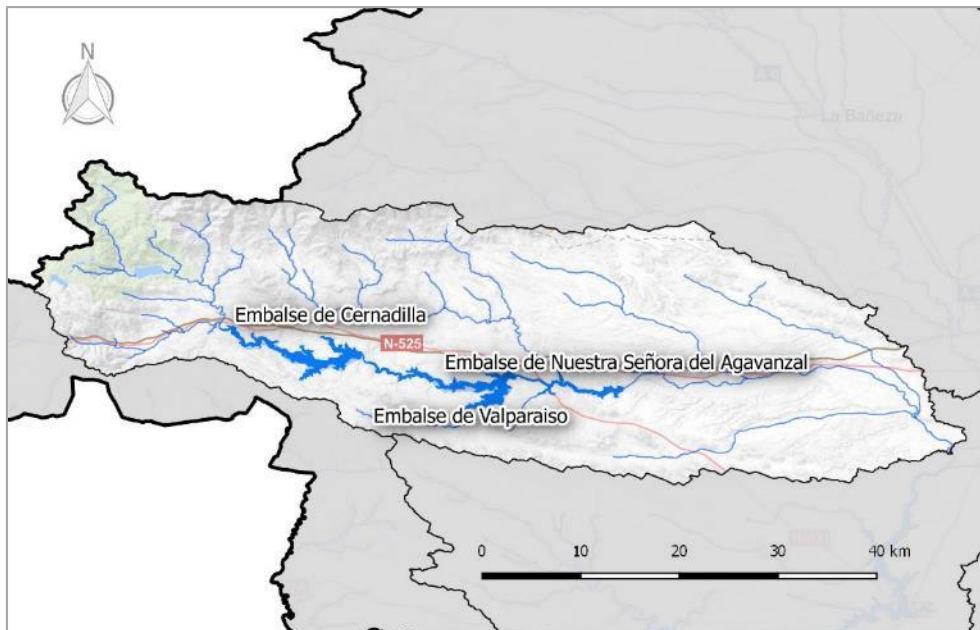 N
La Bañeza
Embalse de Cernadilla
N-525
Embalse de Nuestra Señora del Agavanzal
Embalse de Valparaiso
0 10 20 30 40 km